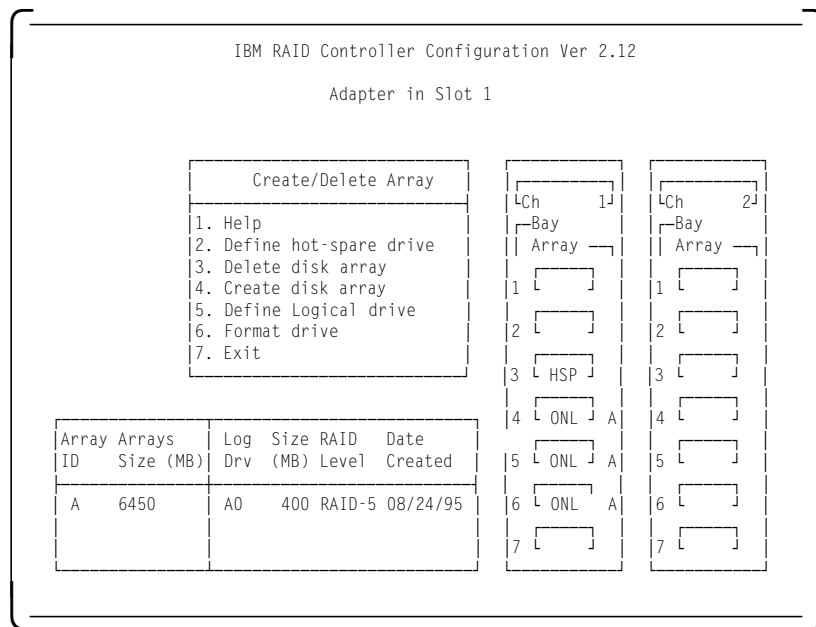 IBM RAID Controller Configuration Ver 2.12
Adapter in Slot 1
Create/Delete Array
1. Help
2. Define hot-spare drive
3. Delete disk array
4. Create disk array
5. Define Logical drive
6. Format drive
7. Exit
Array Arrays Log Size RAID Date
ID Size (MB) Drv (MB) Level Created
A 6450 A0 400 RAID-5 08/24/95
Ch 1
Bay
Array
1
2
3 HSP
4 ONL A
5 ONL A
6 ONL A
7
Ch 2
Bay
Array
1
2
3
4
5
6
7